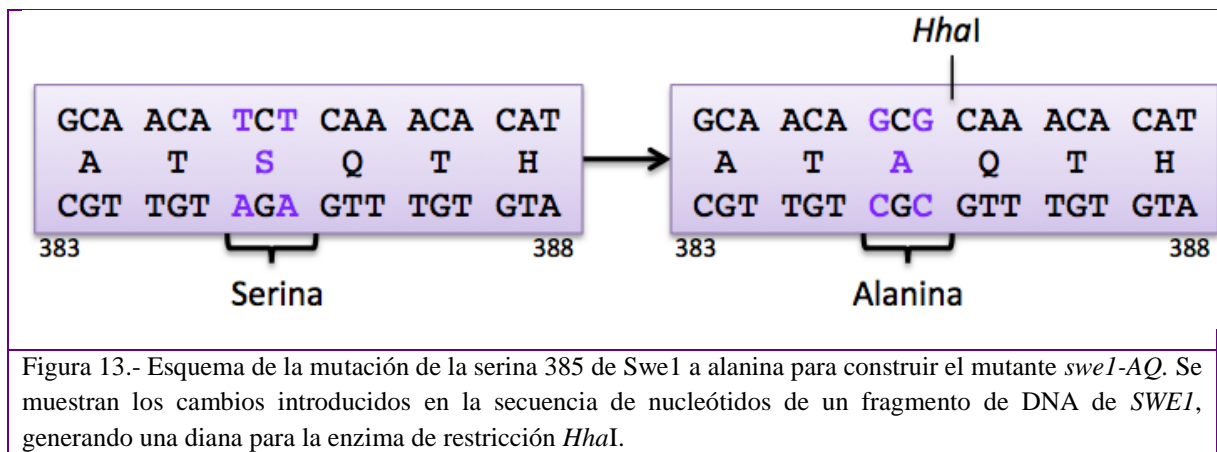 HhaI
GCA ACA TCT CAA ACA CAT GCA ACA GCG CAA ACA CAT
A T S Q T H A T A Q T H
CGT TGT AGA GTT TGT GTA CGT TGT CGC GTT TGT GTA
383 388 383 388
Serina Alanina
Figura 13.- Esquema de la mutación de la serina 385 de Swe1 a alanina para construir el mutante swe1-AQ. Se
muestran los cambios introducidos en la secuencia de nucleótidos de un fragmento de DNA de SWE1,
generando una diana para la enzima de restricción HhaI.